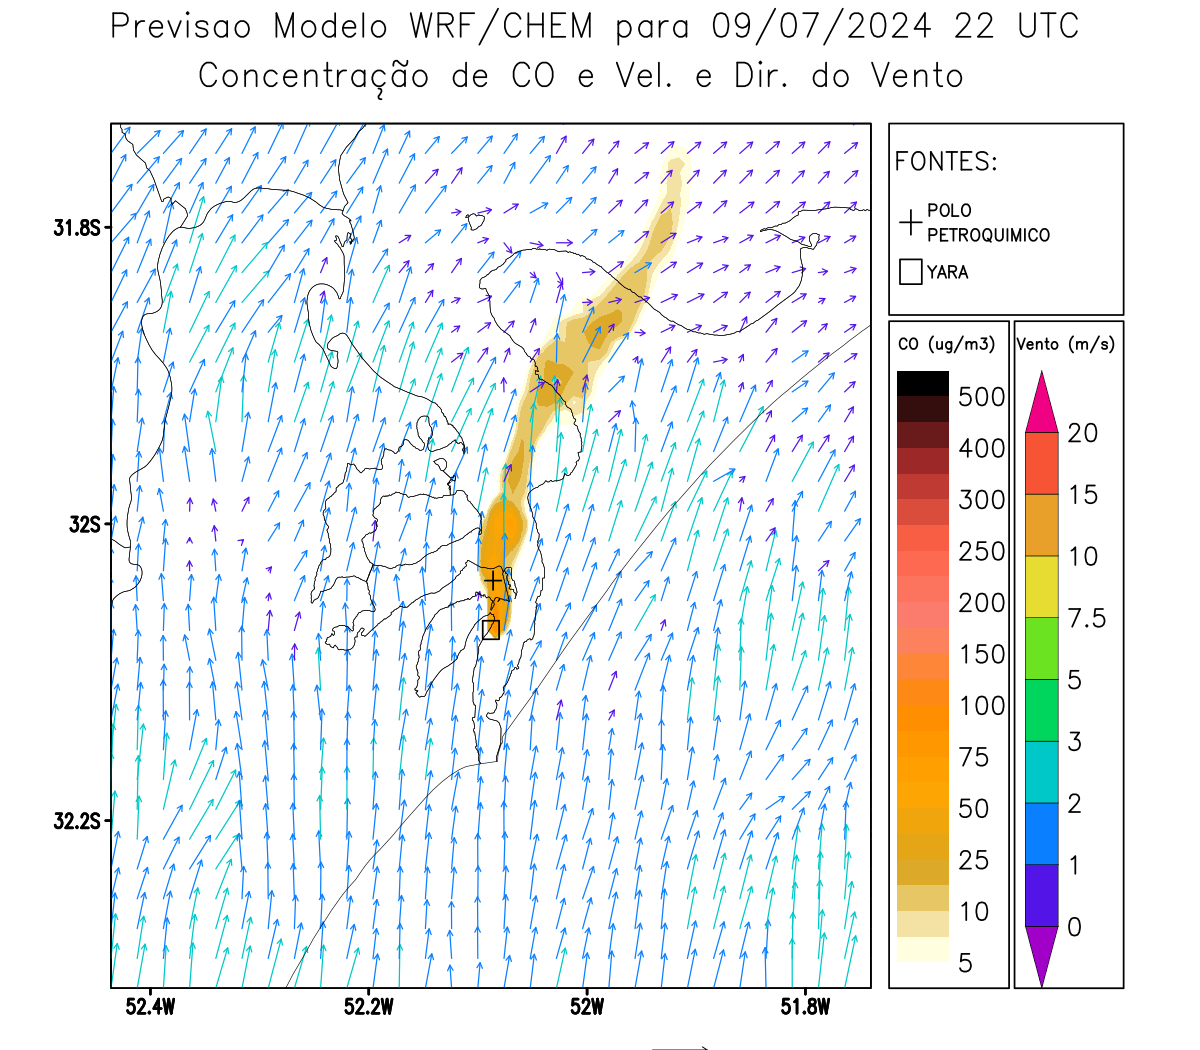 Previsao Modelo WRF/CHEM para 09/07/2024 22 UTC
Concentração de CO e Vel. e Dir. do Vento
FONTES:
POLO
PETROQUIMICO
YARA
CO (ug/m3)
500
400
300
250
200
150
100
75
50
25
10
5
Vento (m/s)
20
15
10
7.5
5
3
2
1
0
31.8S
32S
32.2S
52.4W
52.2W
52W
51.8W